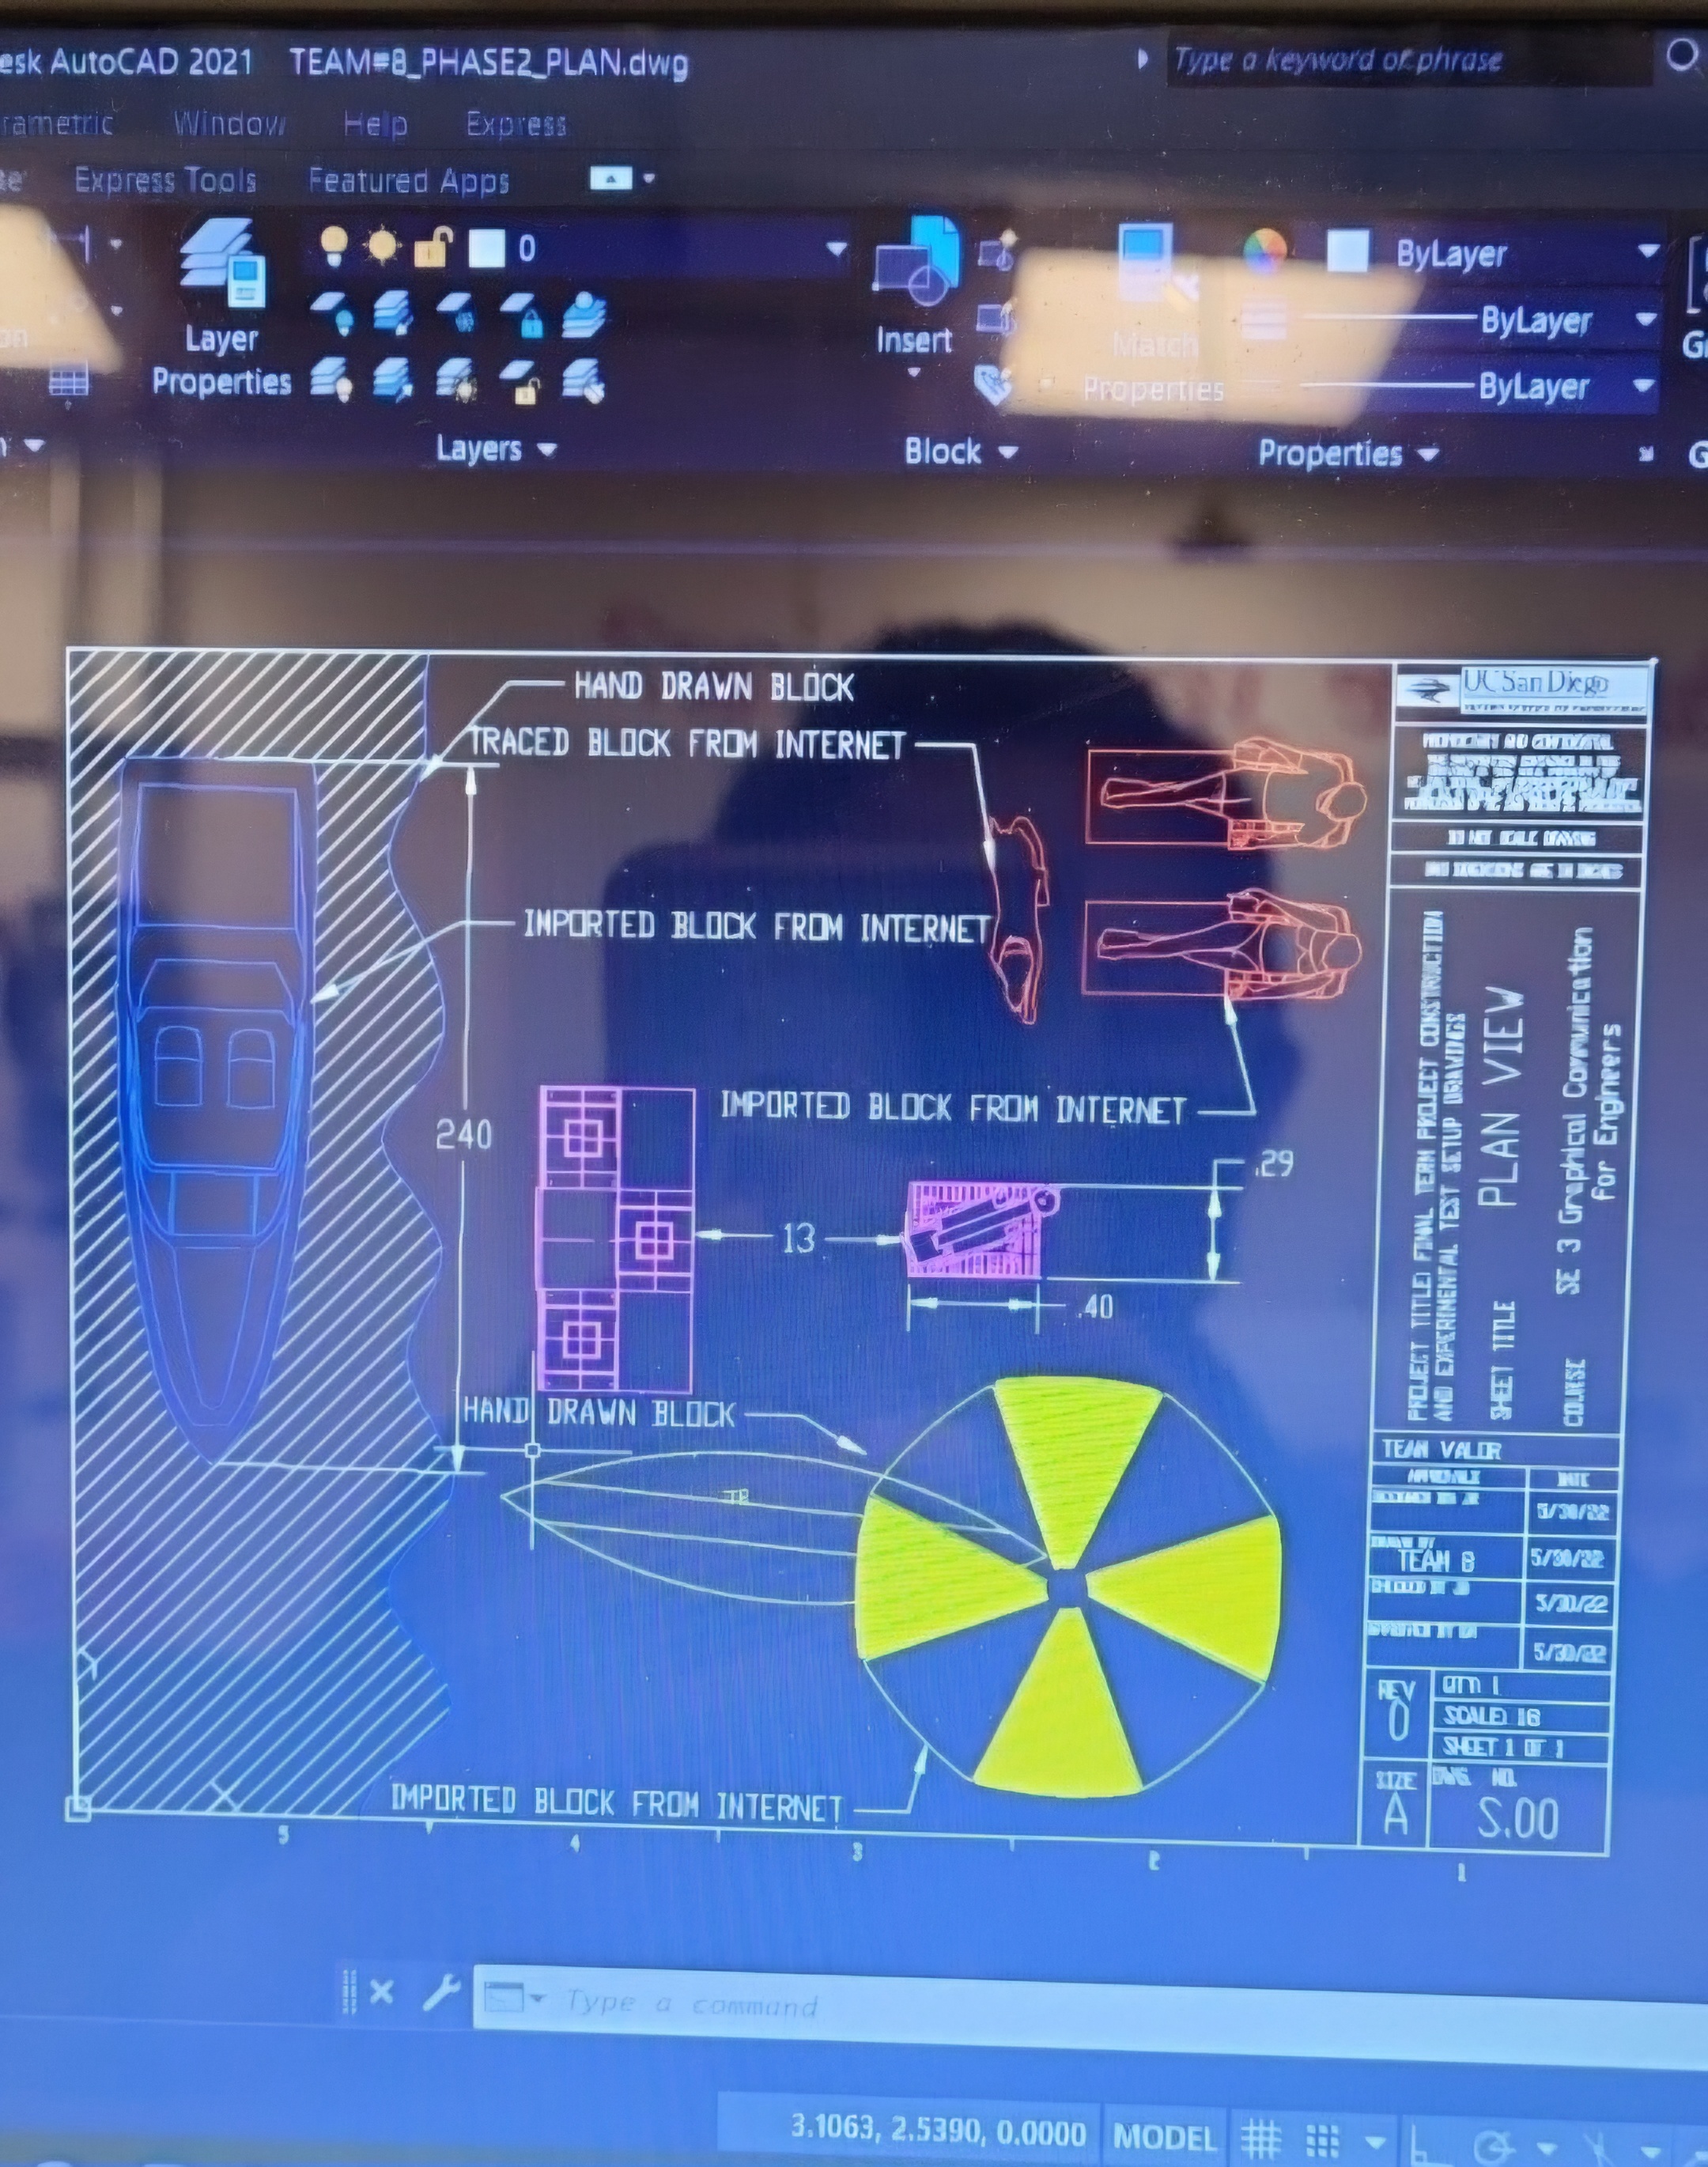 esk AutoCAD 2021 TEAM#8_PHASE2_PLAN.dwg
Type a keyword or phrase
rametric Window Help Express
Express Tools Featured Apps
0
ByLayer
Layer
Properties
Insert
Match
Properties
ByLayer
ByLayer
Layers
Block
Properties
HAND DRAWN BLOCK
TRACED BLOCK FROM INTERNET
IMPORTED BLOCK FROM INTERNET
240
IMPORTED BLOCK FROM INTERNET
.29
13
.40
HAND DRAWN BLOCK
IMPORTED BLOCK FROM INTERNET
5 4 3 2 1
UC San Diego
PROJECT TITLE: FINAL TERM PROJECT CONSTRUCTION
AND EXPERIMENTAL TEST SETUP DRAWINGS
SHEET TITLE PLAN VIEW
COURSE SE 3 Graphical Communication
for Engineers
TEAM VALOR
DATE
5/30/22
TEAM 8
5/30/22
5/30/22
5/30/22
REV
0
SHEET 1 OF 1
SIZE
A
DWG. NO.
S.00
Type a command
3.1063, 2.5390, 0.0000 MODEL